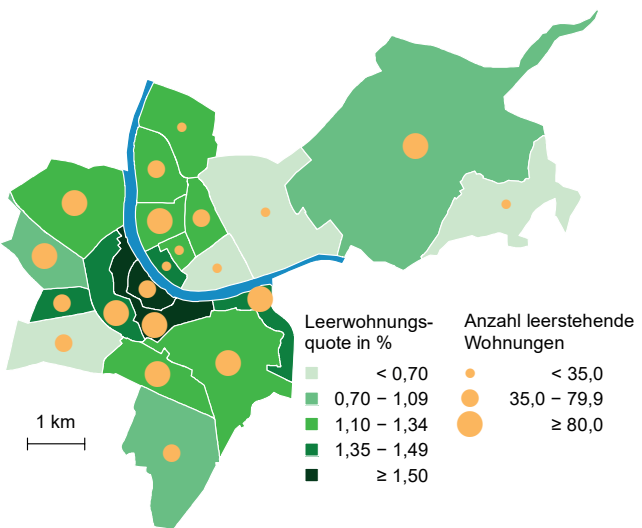 Leerwohnungs-
quote in %
< 0,70
0,70 – 1,09
1,10 – 1,34
1,35 – 1,49
≥ 1,50
Anzahl leerstehende
Wohnungen
< 35,0
35,0 – 79,9
≥ 80,0
1 km